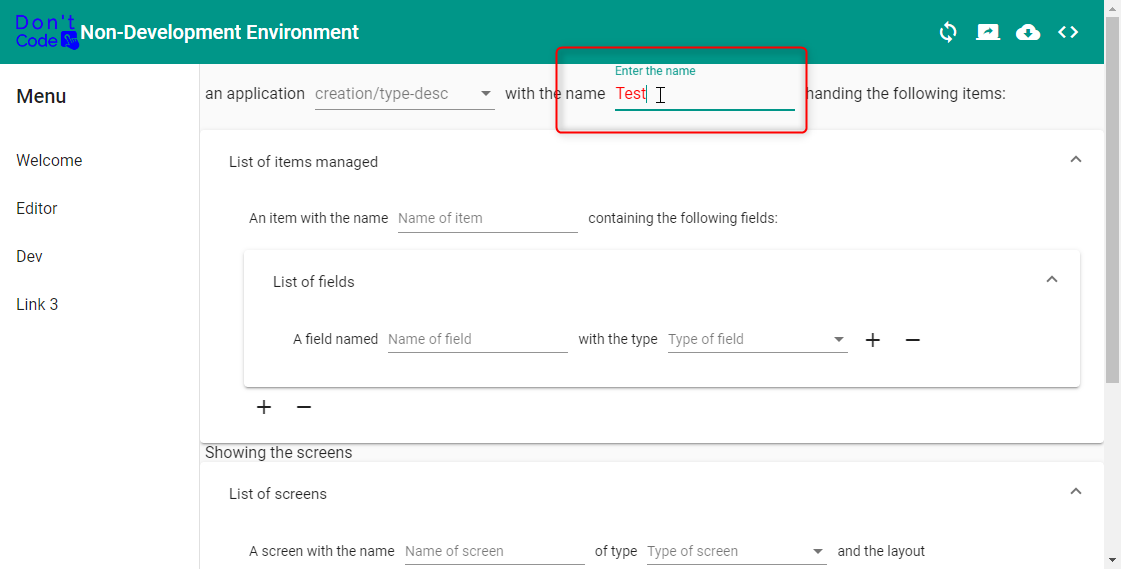 Don't
Code
Non-Development Environment
Menu
Welcome
Editor
Dev
Link 3
Enter the name
an application creation/type-desc with the name Test handing the following items:
List of items managed
An item with the name Name of item containing the following fields:
List of fields
A field named Name of field with the type Type of field
Showing the screens
List of screens
A screen with the name Name of screen of type Type of screen and the layout